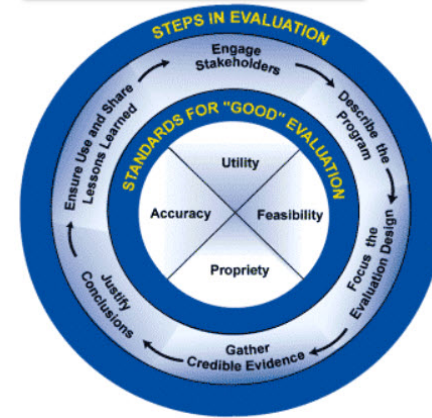 STEPS IN EVALUATION
Engage
Stakeholders
Describe the
Program
Focus the
Evaluation Design
Gather
Credible Evidence
Justify
Conclusions
Ensure Use and Share
Lessons Learned
STANDARDS FOR "GOOD" EVALUATION
Utility
Feasibility
Propriety
Accuracy